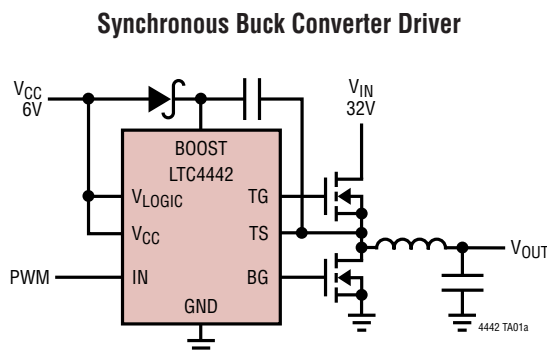 Synchronous Buck Converter Driver
VCC
6V
VIN
32V
BOOST
LTC4442
VLOGIC
TG
VCC
TS
VOUT
PWM
IN
BG
GND
4442 TA01a